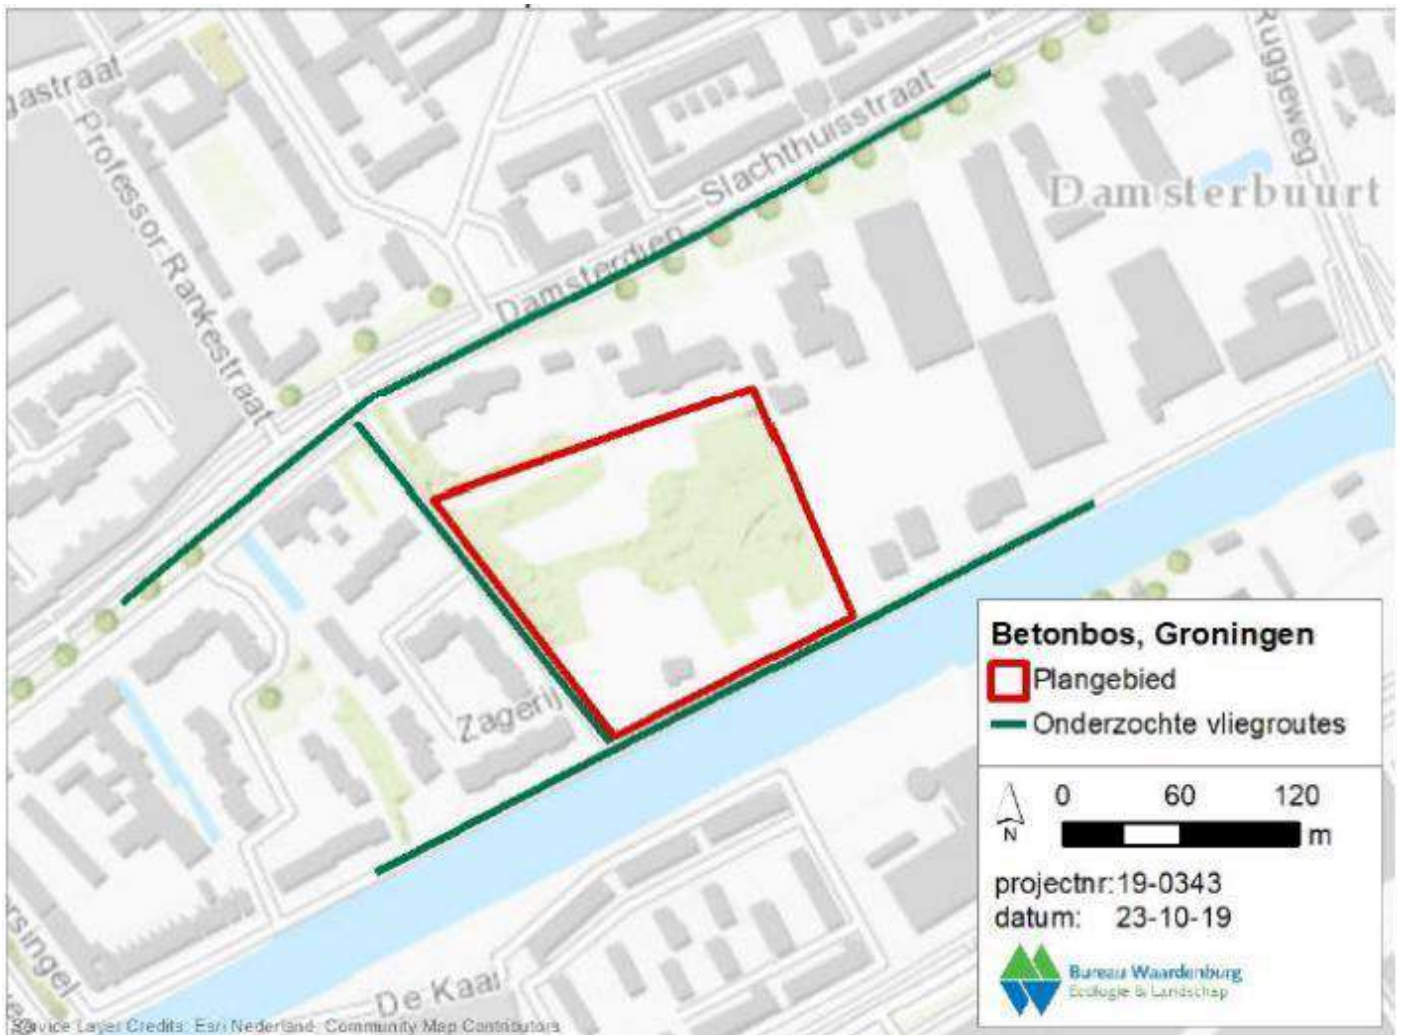 gastraat
Professor Rankestraat
Slachthuisstraat
Damsterdiep
Ruggeweg
Damsterbuurt
Zagerij
De Kaai
rsingel
Betonbos, Groningen
Plangebied
Onderzochte vliegroutes
0 60 120
m
N
projectnr: 19-0343
datum: 23-10-19
Bureau Waardenburg
Ecologie & Landschap
Service Layer Credits: Esri Nederland, Community Map Contributors